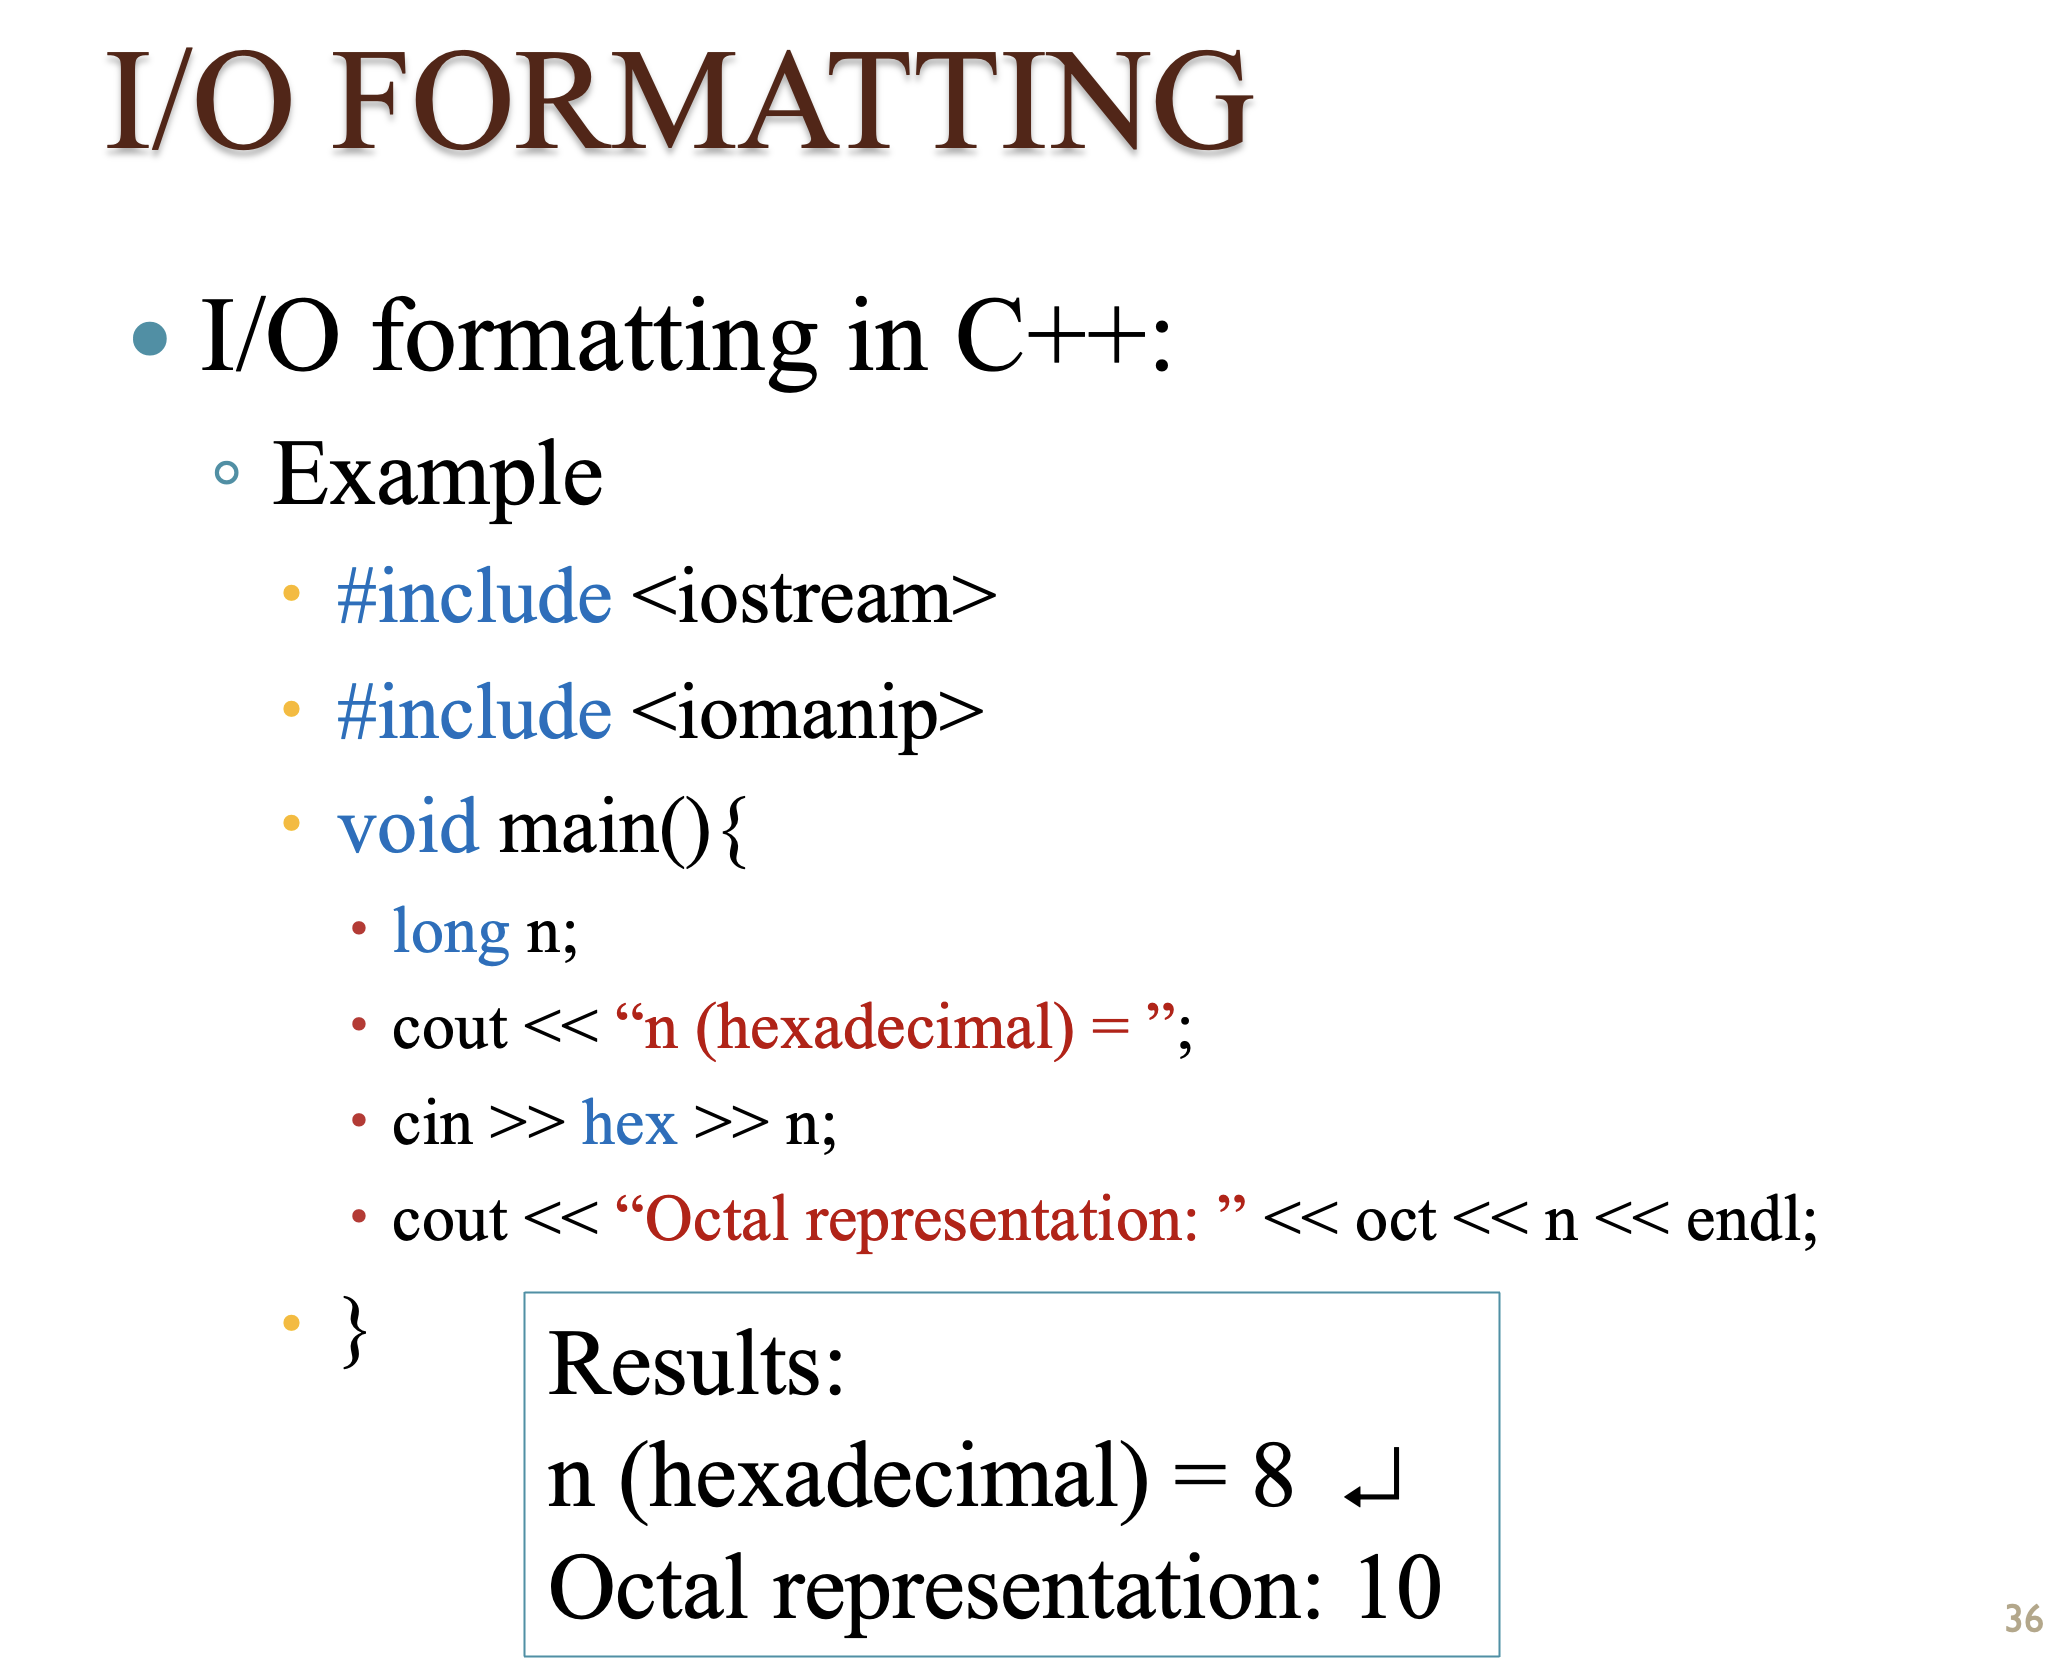 I/O FORMATTING
I/O formatting in C++:
Example
#include <iostream>
#include <iomanip>
void main(){
long n;
cout << “n (hexadecimal) = ”;
cin >> hex >> n;
cout << “Octal representation: ” << oct << n << endl;
}
Results:
n (hexadecimal) = 8 ↵
Octal representation: 10
36